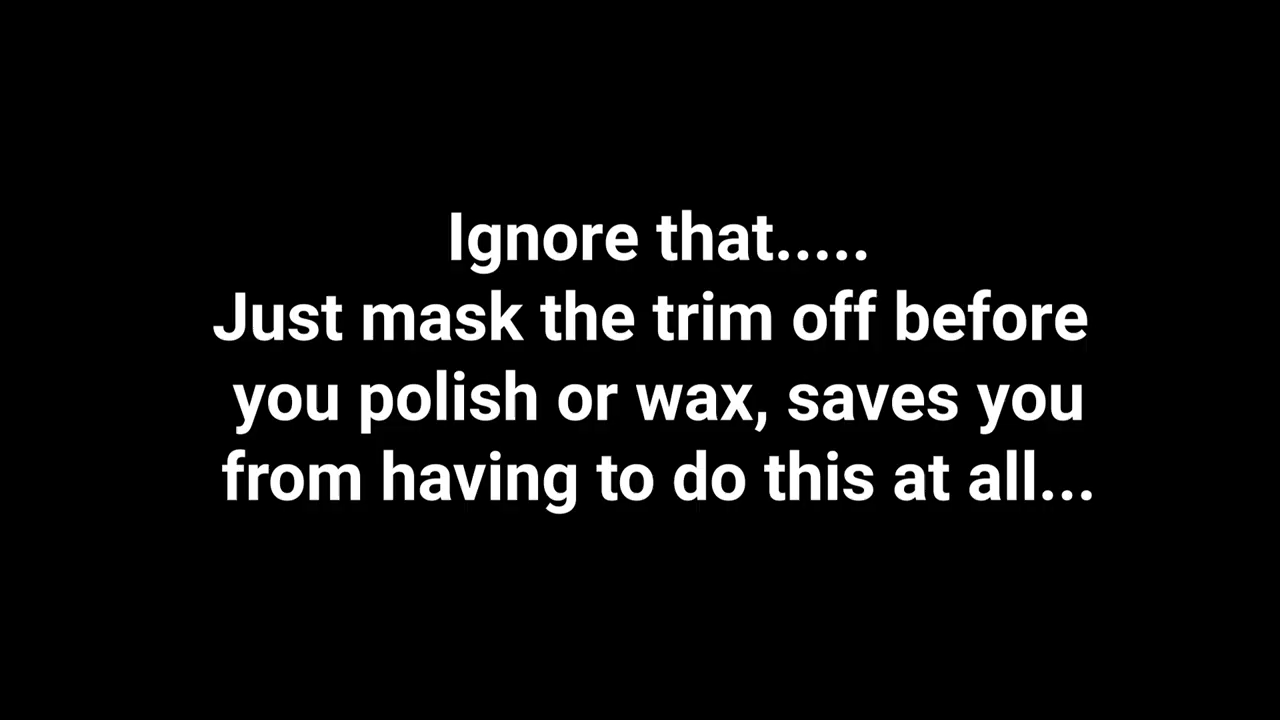 Ignore that.....
Just mask the trim off before
you polish or wax, saves you
from having to do this at all...